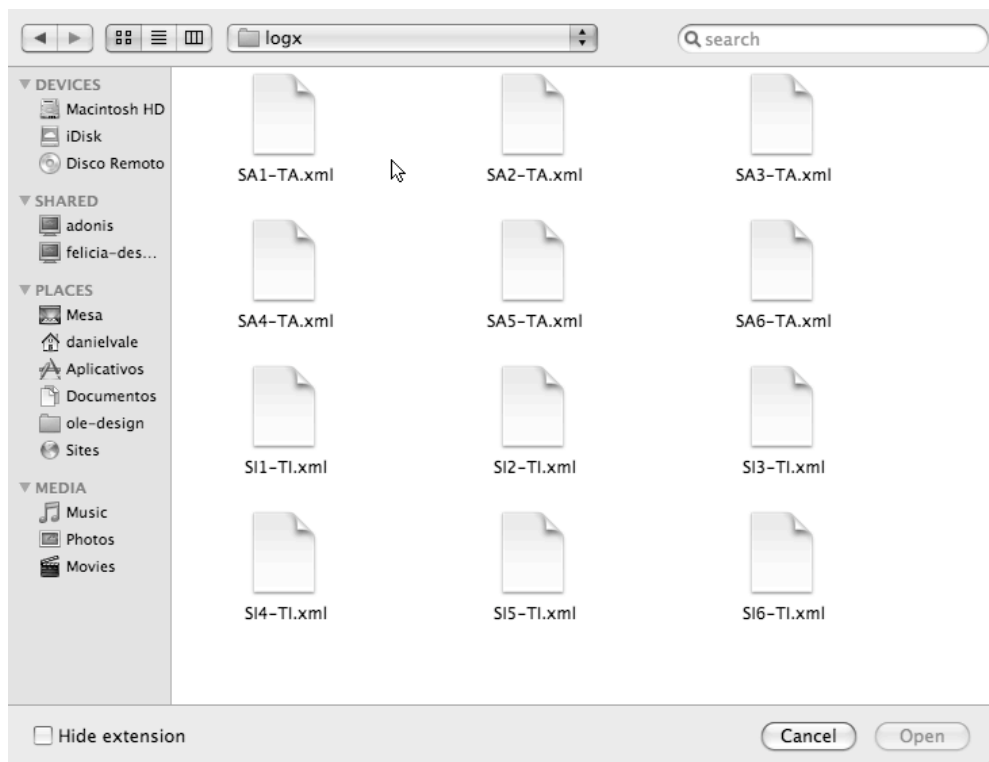 logx
search
DEVICES
Macintosh HD
iDisk
Disco Remoto
SHARED
adonis
felicia-des...
PLACES
Mesa
danielvale
Aplicativos
Documentos
ole-design
Sites
MEDIA
Music
Photos
Movies
SA1-TA.xml SA2-TA.xml SA3-TA.xml
SA4-TA.xml SA5-TA.xml SA6-TA.xml
SI1-TI.xml SI2-TI.xml SI3-TI.xml
SI4-TI.xml SI5-TI.xml SI6-TI.xml
Hide extension
Cancel Open